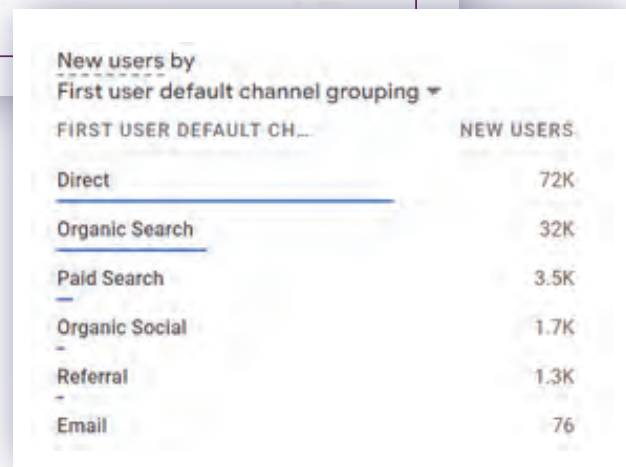 New users by
First user default channel grouping
FIRST USER DEFAULT CH... NEW USERS
Direct 72K
Organic Search 32K
Paid Search 3.5K
Organic Social 1.7K
Referral 1.3K
Email 76